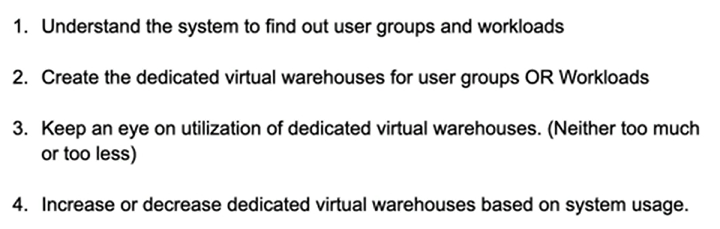 1. Understand the system to find out user groups and workloads
2. Create the dedicated virtual warehouses for user groups OR Workloads
3. Keep an eye on utilization of dedicated virtual warehouses. (Neither too much
or too less)
4. Increase or decrease dedicated virtual warehouses based on system usage.